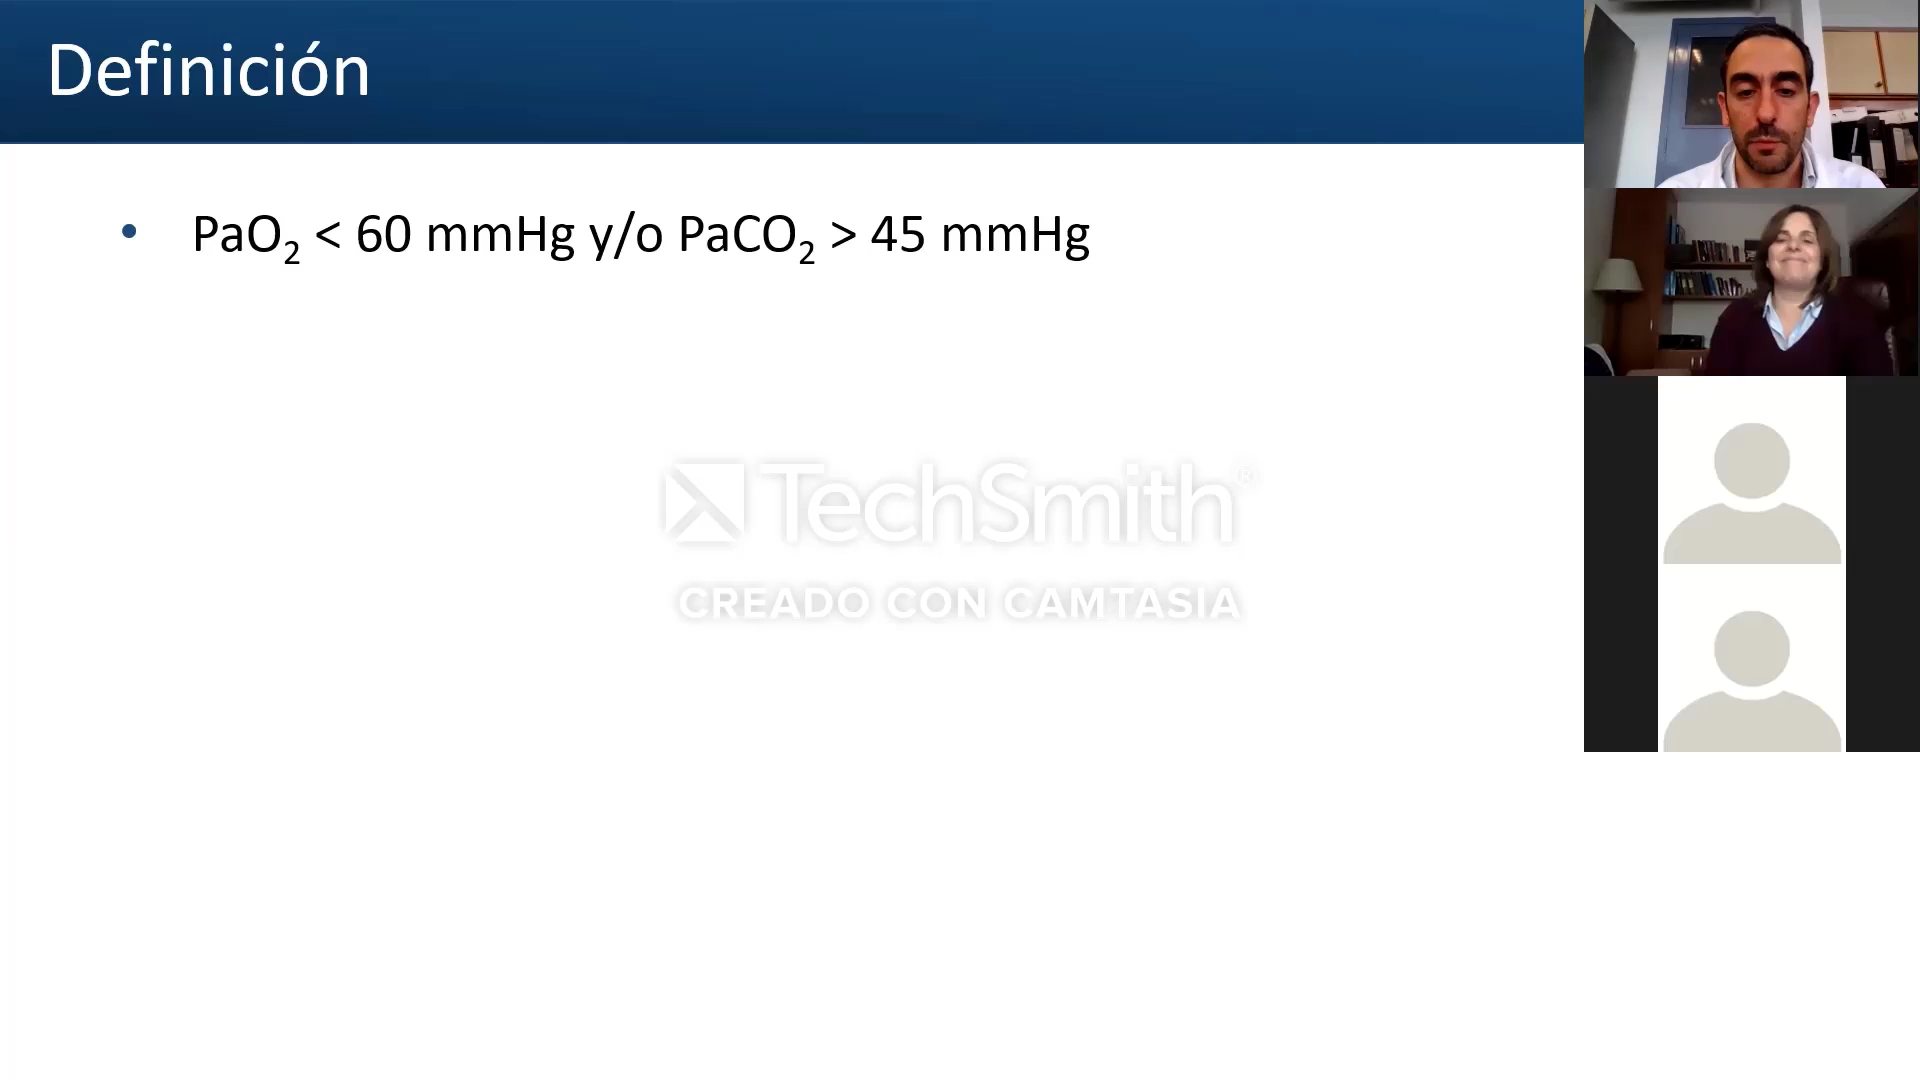 Definición
• PaO₂ < 60 mmHg y/o PaCO₂ > 45 mmHg
TechSmith®
CREADO CON CAMTASIA